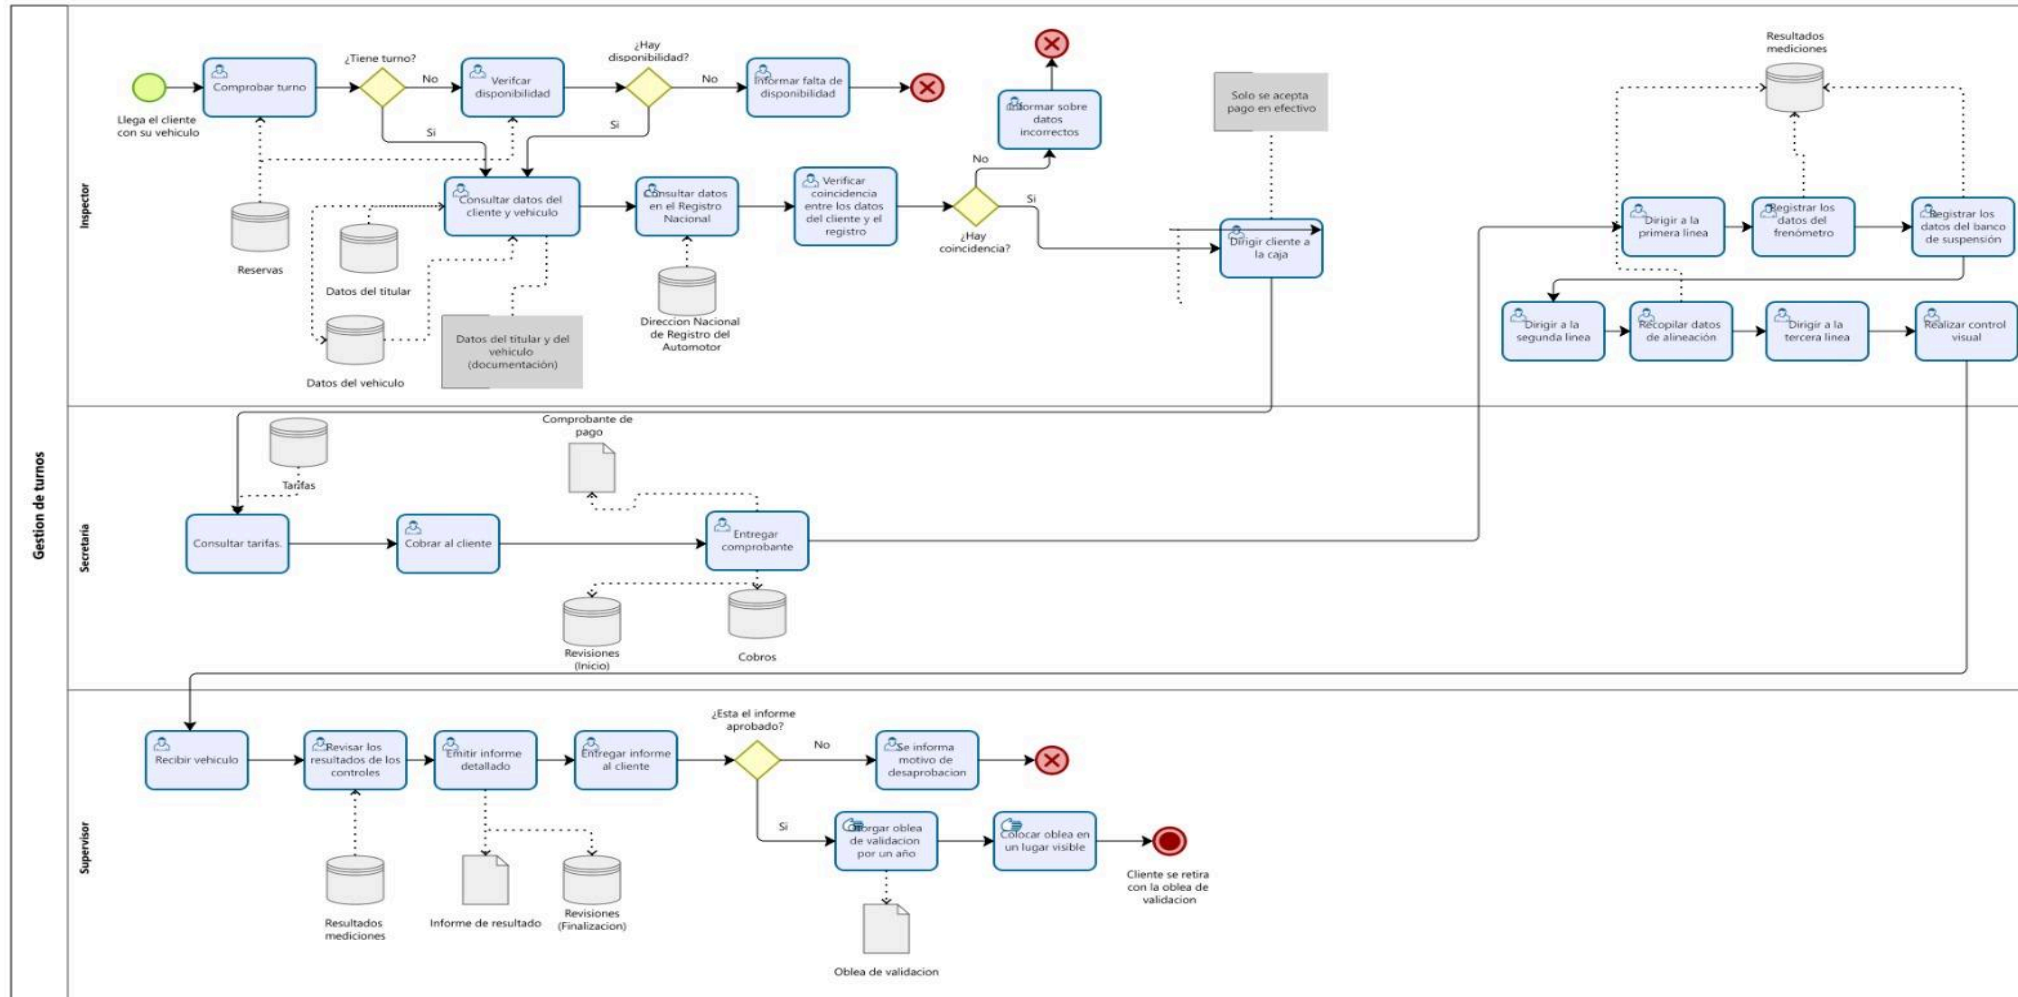 Gestion de turnos
Inspector
Llega el cliente
con su vehiculo
Comprobar turno
¿Tiene turno?
No
Si
Verifcar
disponibilidad
¿Hay
disponibilidad?
No
Si
Informar falta de
disponibilidad
Reservas
Consultar datos del
cliente y vehiculo
Datos del titular
Datos del vehiculo
Datos del titular y del
vehiculo
(documentación)
Consultar datos
en el Registro
Nacional
Direccion Nacional
de Registro del
Automotor
Verificar
coincidencia
entre los datos
del cliente y el
registro
¿Hay
coincidencia?
No
Si
Informar sobre
datos
incorrectos
Solo se acepta
pago en efectivo
Dirigir cliente a
la caja
Resultados
mediciones
Dirigir a la
primera linea
Registrar los
datos del
frenómetro
Registrar los
datos del banco
de suspensión
Dirigir a la
segunda linea
Recopilar datos
de alineación
Dirigir a la
tercera linea
Realizar control
visual
Secretaria
Tarifas
Consultar tarifas.
Cobrar al cliente
Comprobante de
pago
Entregar
comprobante
Revisiones
(Inicio)
Cobros
Supervisor
Recibir vehiculo
Revisar los
resultados de los
controles
Emitir informe
detallado
Entregar informe
al cliente
¿Esta el informe
aprobado?
No
Si
Se informa
motivo de
desaprobacion
Otorgar oblea
de validacion
por un año
Colocar oblea en
un lugar visible
Cliente se retira
con la oblea de
validacion
Resultados
mediciones
Informe de resultado
Revisiones
(Finalizacion)
Oblea de validacion